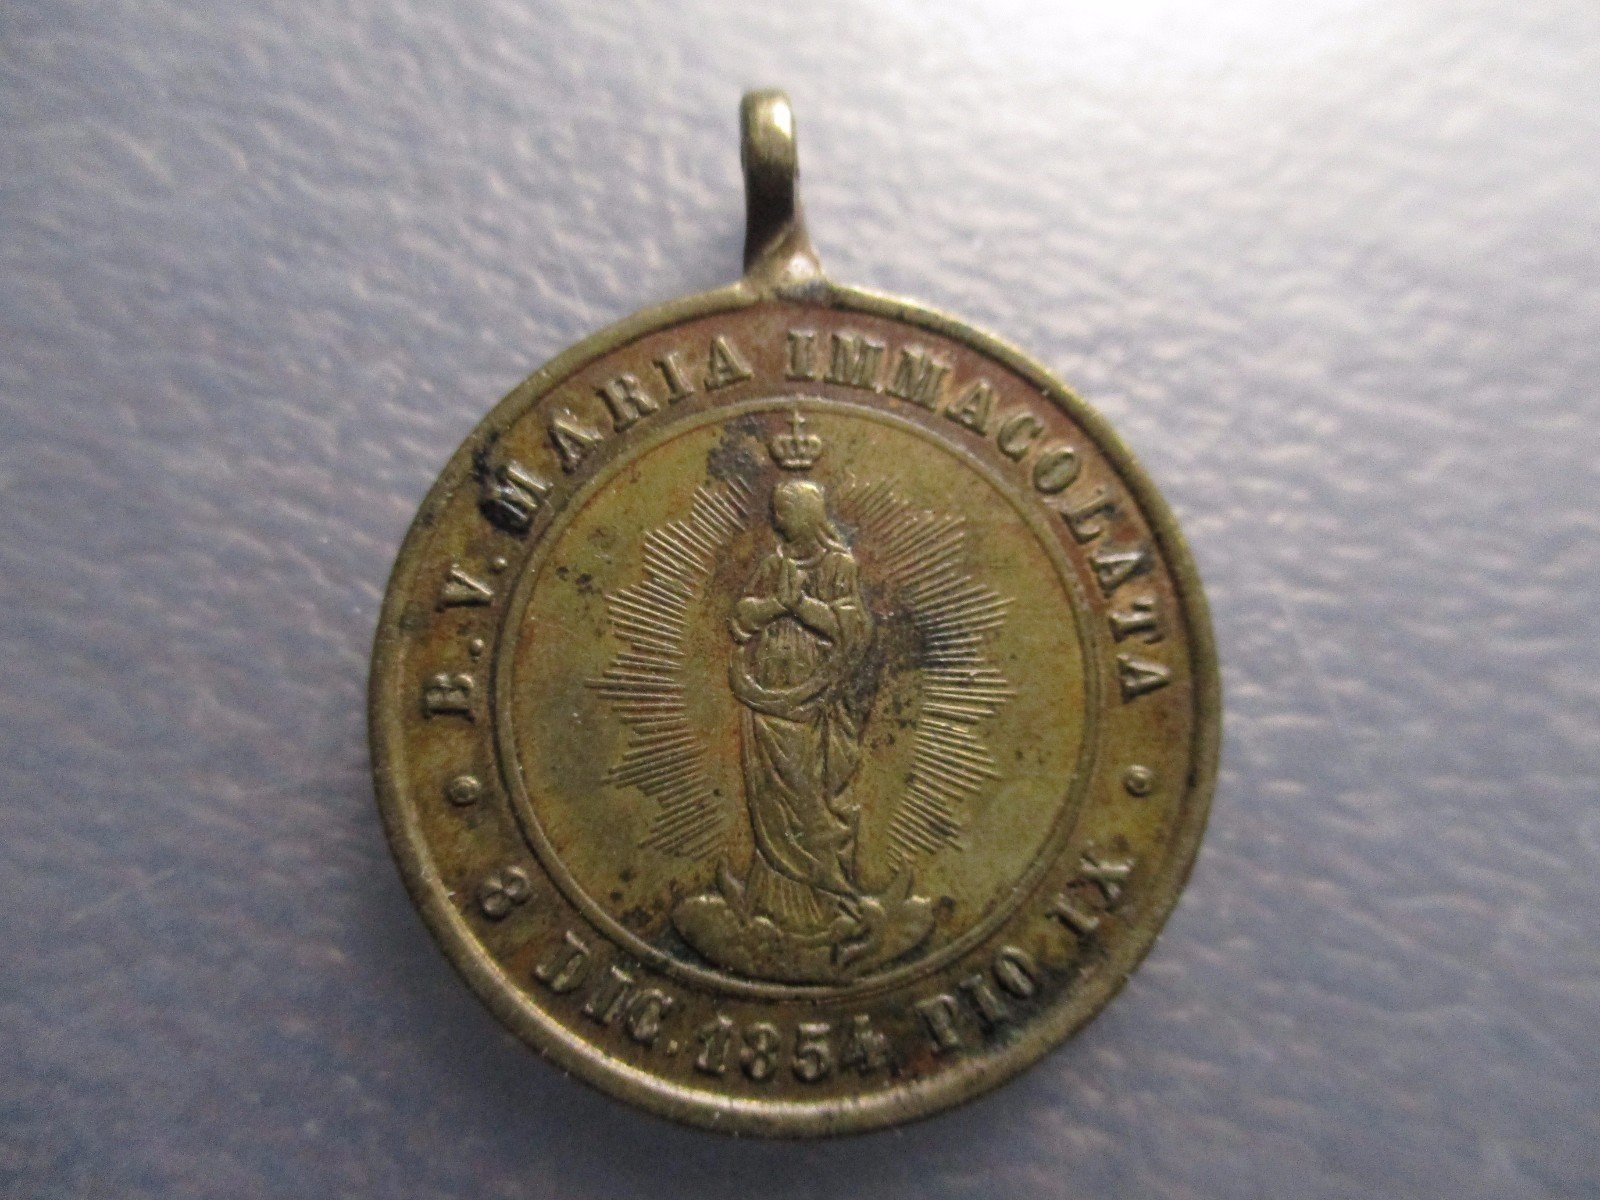 B. V. MARIA IMMACOLATA
8 DIC. 1854 PIO IX